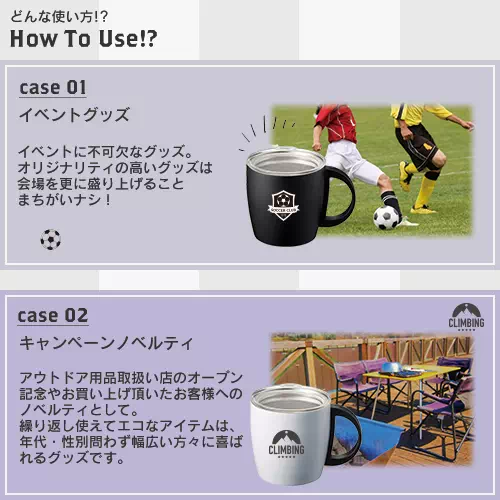 どんな使い方!?
How To Use!?
case 01
イベントグッズ
イベントに不可欠なグッズ。
オリジナリティの高いグッズは
会場を更に盛り上げること
まちがいナシ！
SOCCER CLUB
case 02
CLIMBING
キャンペーンノベルティ
アウトドア用品取扱い店のオープン
記念やお買い上げ頂いたお客様への
ノベルティとして。
繰り返し使えてエコなアイテムは、
年代・性別問わず幅広い方々に喜ば
れるグッズです。
CLIMBING